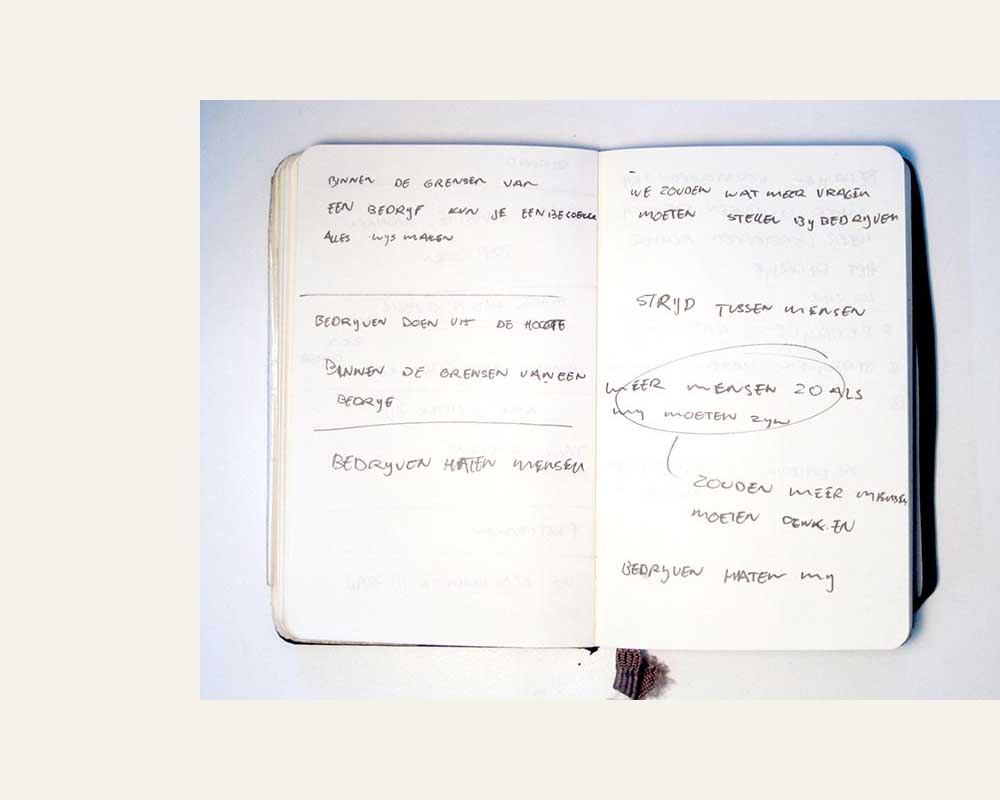 BINNEN DE GRENSEN VAN
EEN BEDRYF KUN JE EEN
ALLES WYS MAKEN
BEDRYVEN DOEN UIT DE HOOGTE
BINNEN DE GRENSEN VAN EEN
BEDRYF
BEDRYVEN HATEN MENSEN
WE ZOUDEN WAT MEER VRAGEN
MOETEN STELLEN By BEDRYVEN
STRYD TUSSEN MENSEN
MEER MENSEN ZOALS
MY MOETEN ZYN
ZOUDEN MEER MENSEN
MOETEN DENKEN
BEDRYVEN HATEN My